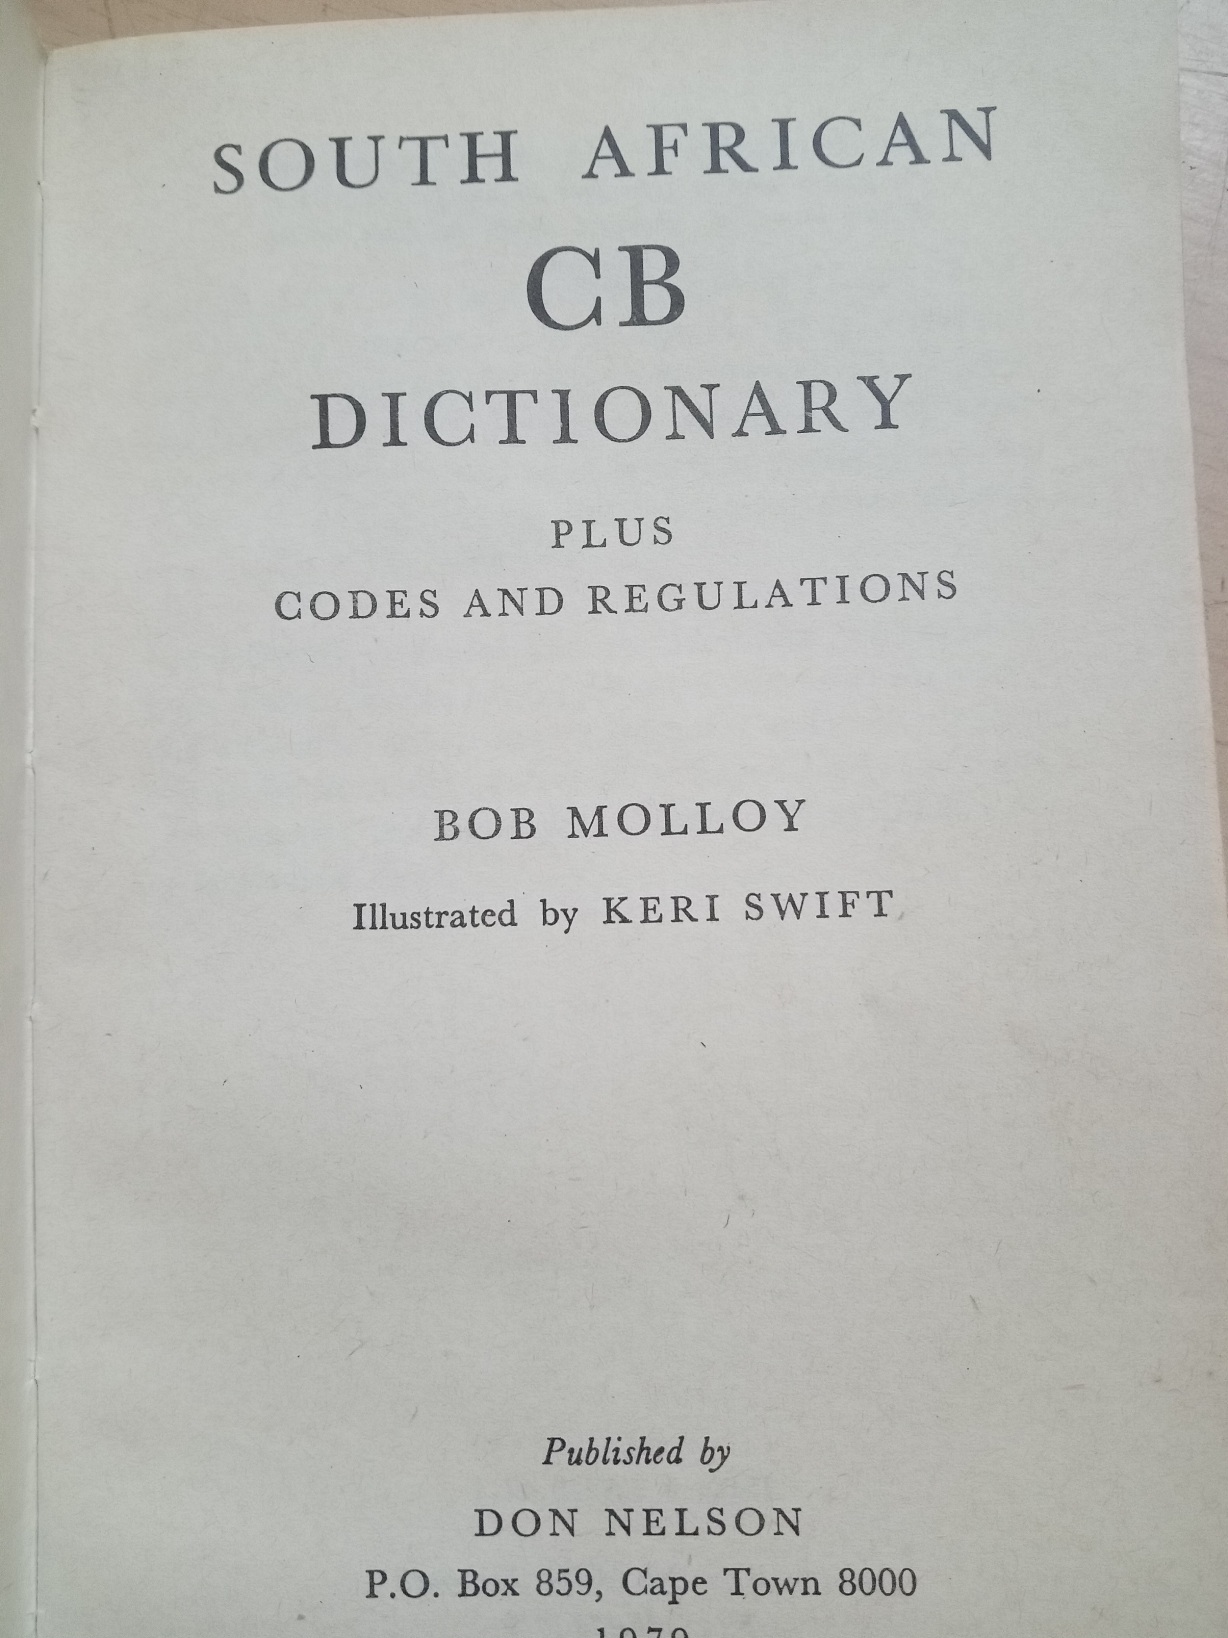 SOUTH AFRICAN
CB
DICTIONARY
PLUS
CODES AND REGULATIONS
BOB MOLLOY
Illustrated by KERI SWIFT
Published by
DON NELSON
P.O. Box 859, Cape Town 8000